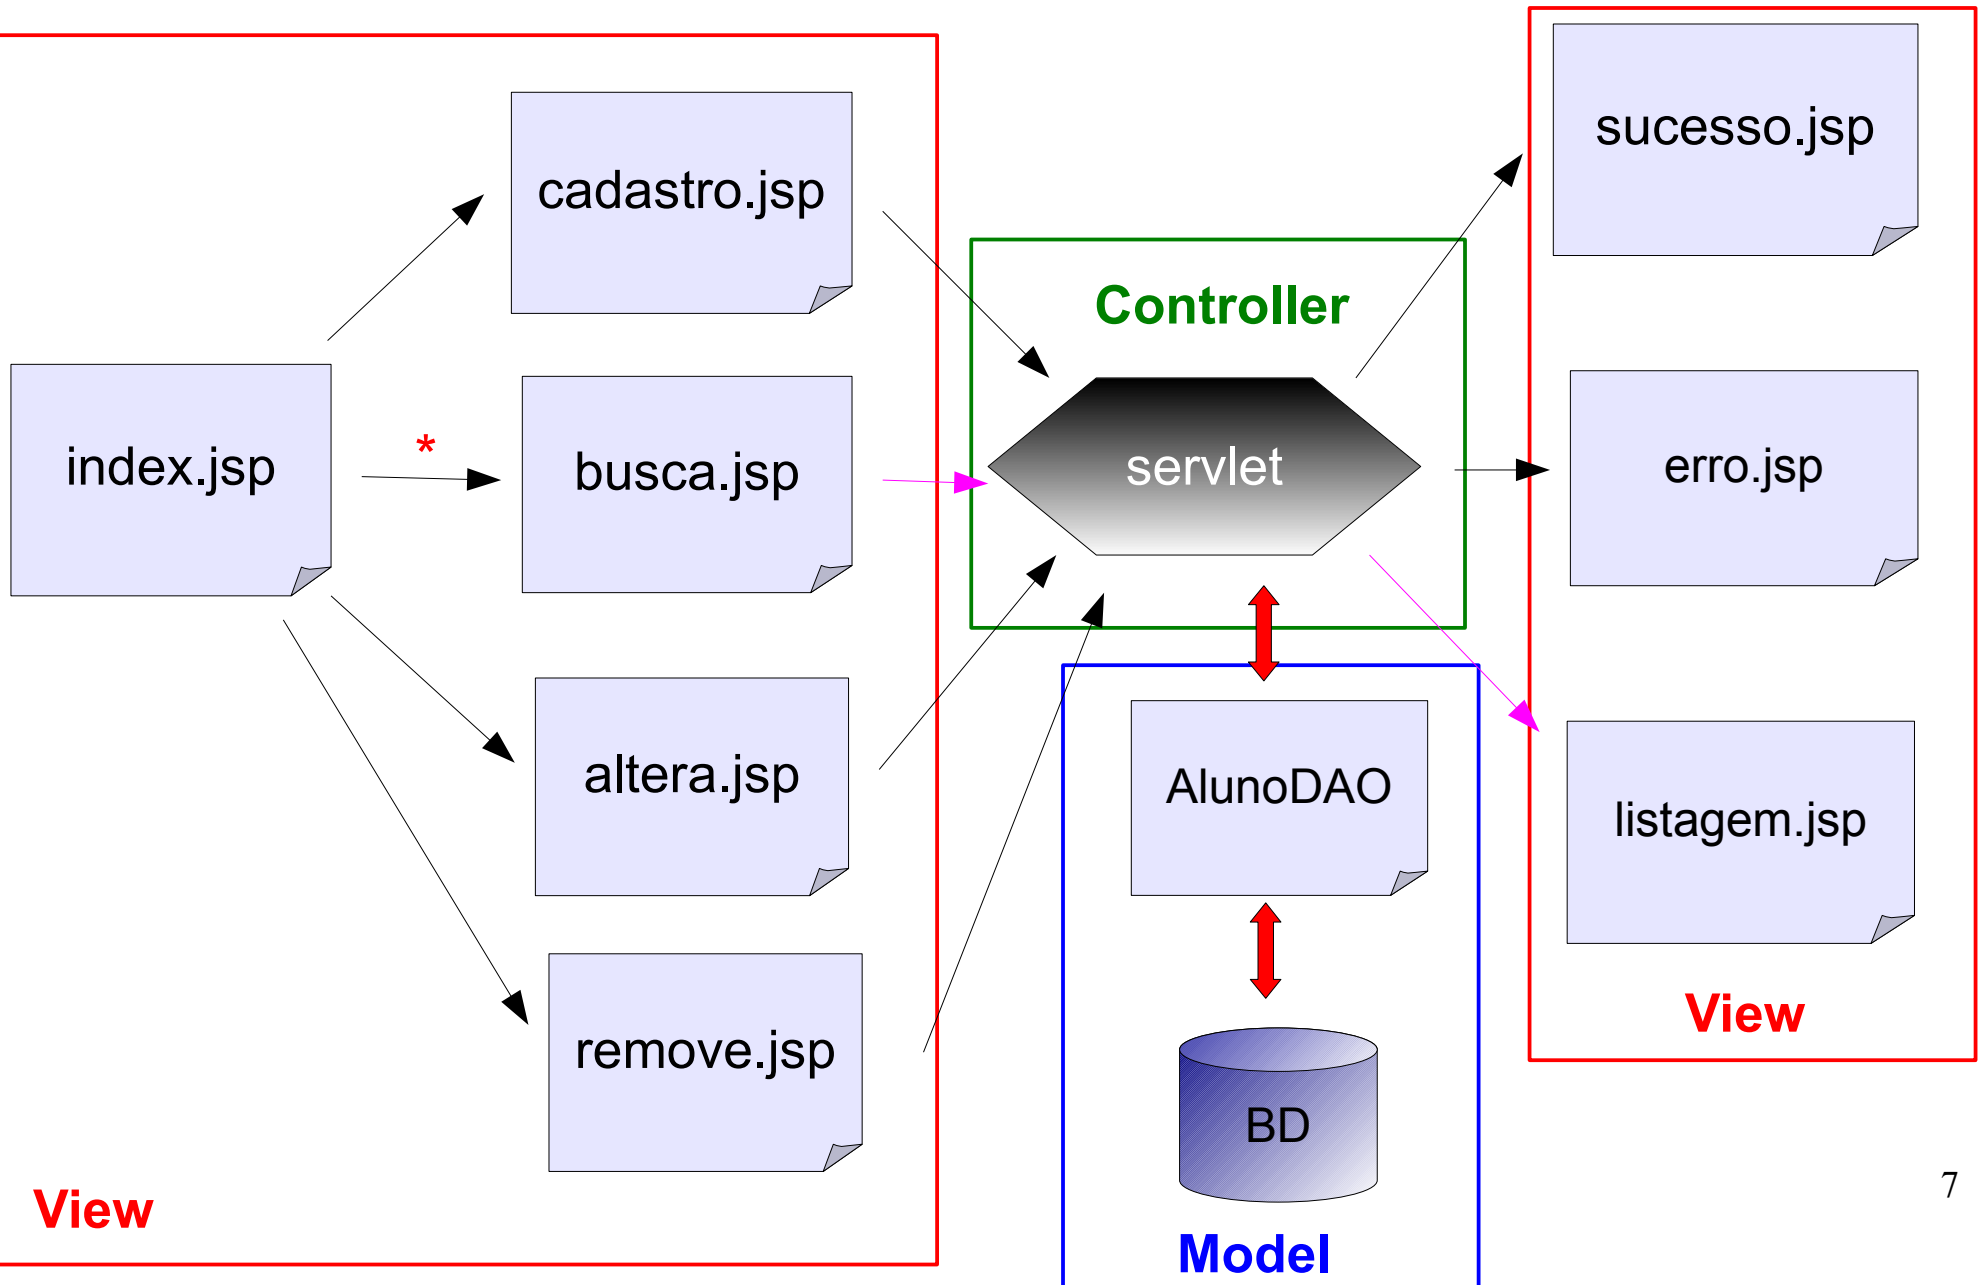 sucesso.jsp
cadastro.jsp
Controller
index.jsp
*
busca.jsp
servlet
erro.jsp
altera.jsp
AlunoDAO
listagem.jsp
remove.jsp
View
BD
7
View
Model